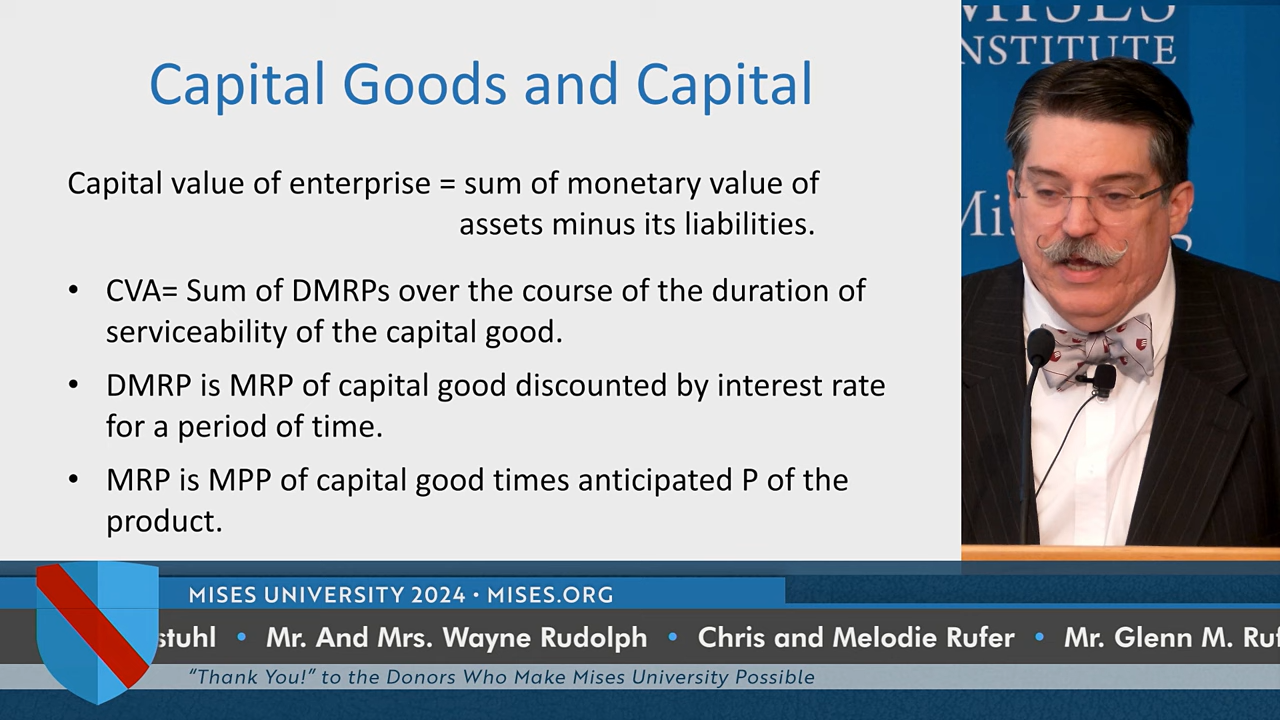 Capital Goods and Capital
Capital value of enterprise = sum of monetary value of
assets minus its liabilities.
• CVA= Sum of DMRPs over the course of the duration of
serviceability of the capital good.
• DMRP is MRP of capital good discounted by interest rate
for a period of time.
• MRP is MPP of capital good times anticipated P of the
product.
MISES
INSTITUTE
MISES UNIVERSITY 2024 • MISES.ORG
• Mr. And Mrs. Wayne Rudolph • Chris and Melodie Rufer • Mr. Glenn M.
“Thank You!” to the Donors Who Make Mises University Possible